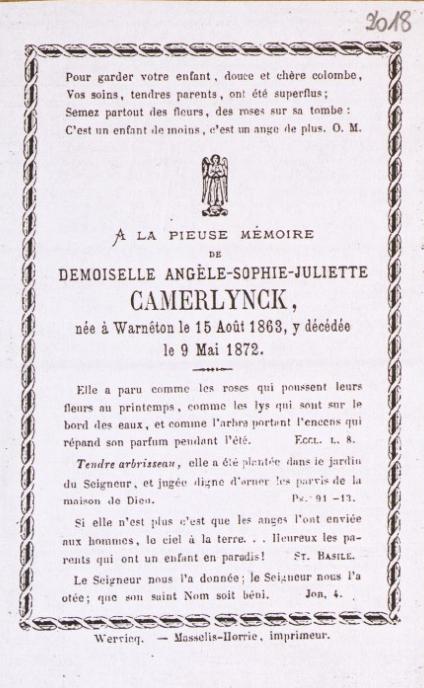 2018
Pour garder votre enfant, douce et chère colombe,
Vos soins, tendres parents, ont été superflus;
Semez partout des fleurs, des roses sur sa tombe :
C'est un enfant de moins, c'est un ange de plus. O. M.
A LA PIEUSE MÉMOIRE
DE
DEMOISELLE ANGÈLE-SOPHIE-JULIETTE
CAMERLYNCK,
née à Warnêton le 15 Août 1863, y décédée
le 9 Mai 1872.
Elle a paru comme les roses qui poussent leurs
fleurs au printemps, comme les lys qui sont sur le
bord des eaux, et comme l'arbre portant l'encens qui
répand son parfum pendant l'été. ECCL. L. 8.
Tendre arbrisseau, elle a été plantée dans le jardin
du Seigneur, et jugée digne d'orner les parvis de la
maison de Dieu. Ps. 91 -13.
Si elle n'est plus c'est que les anges l'ont enviée
aux hommes, le ciel à la terre. . . Heureux les pa-
rents qui ont un enfant en paradis! ST. BASILE.
Le Seigneur nous l'a donnée; le Seigneur nous l'a
otée; que son saint Nom soit béni. JOB, 4.
Wervicq. — Masselis-Horrie, imprimeur.